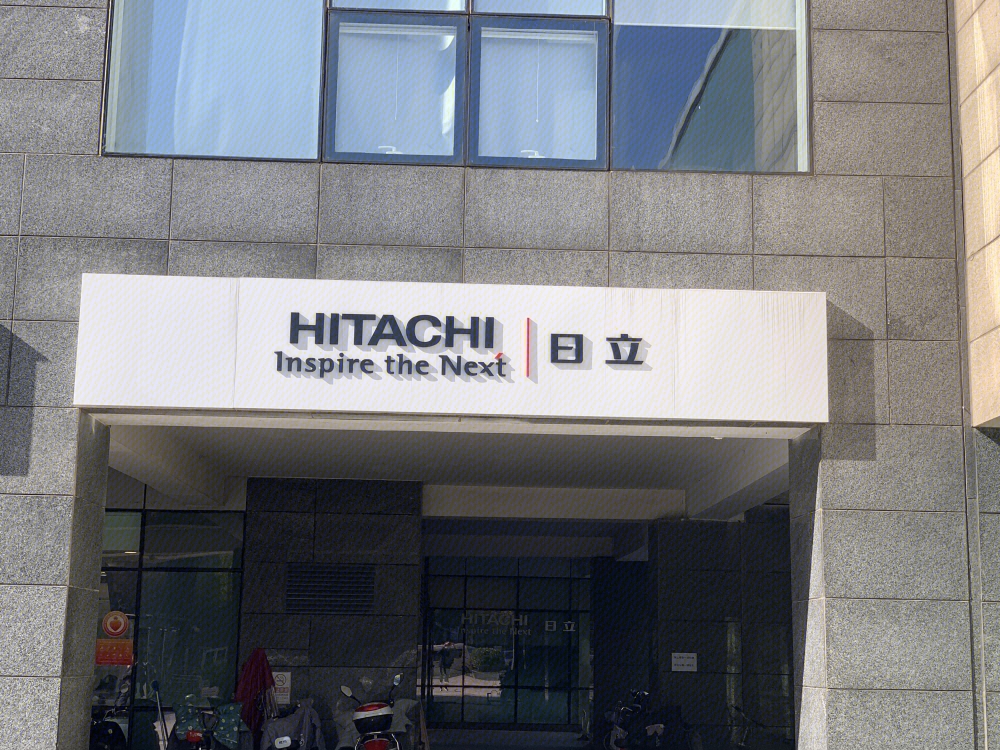 HITACHI
Inspire the Next
日立
HITACHI
Inspire the Next
日立